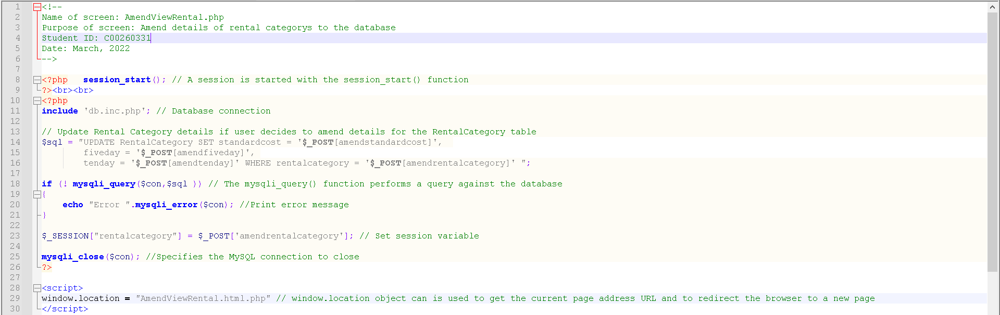 1 <!--
2 Name of screen: AmendViewRental.php
3 Purpose of screen: Amend details of rental categorys to the database
4 Student ID: C00260331
5 Date: March, 2022
6 -->
7
8 <?php   session_start(); // A session is started with the session_start() function
9 ?><br><br>
10 <?php
11 include 'db.inc.php'; // Database connection
12
13 // Update Rental Category details if user decides to amend details for the RentalCategory table
14 $sql = "UPDATE RentalCategory SET standardcost = '$_POST[amendstandardcost]',
15         fiveday = '$_POST[amendfiveday]',
16         tenday = '$_POST[amendtenday]' WHERE rentalcategory = '$_POST[amendrentalcategory]' ";
17
18 if (! mysqli_query($con,$sql )) // The mysqli_query() function performs a query against the database
19 {
20     echo "Error ".mysqli_error($con); //Print error message
21 }
22
23 $_SESSION["rentalcategory"] = $_POST['amendrentalcategory']; // Set session variable
24
25 mysqli_close($con); //Specifies the MySQL connection to close
26 ?>
27
28 <script>
29 window.location = "AmendViewRental.html.php" // window.location object can is used to get the current page address URL and to redirect the browser to a new page
30 </script>